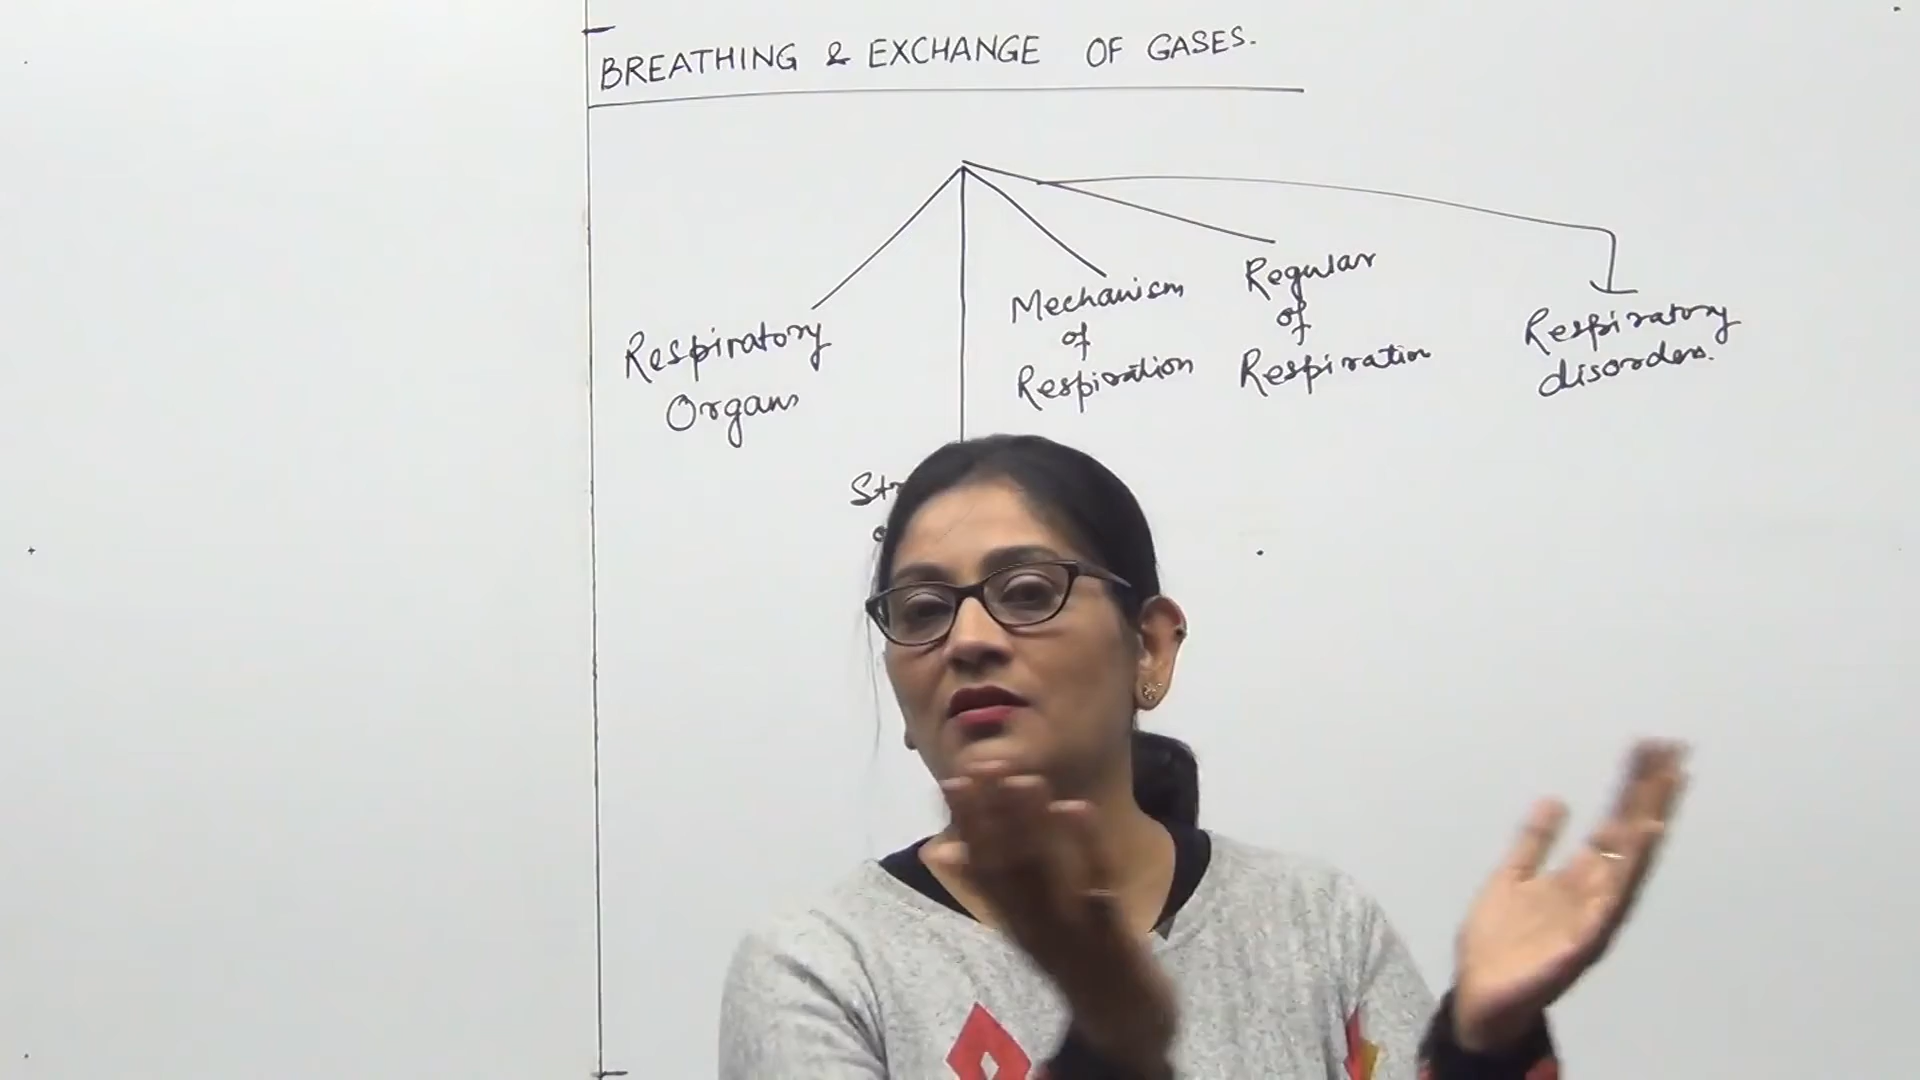 BREATHING & EXCHANGE OF GASES.
Respiratory
Organs
Mechanism
of
Respiration
Regular
of
Respiration
Respiratory
disorders.